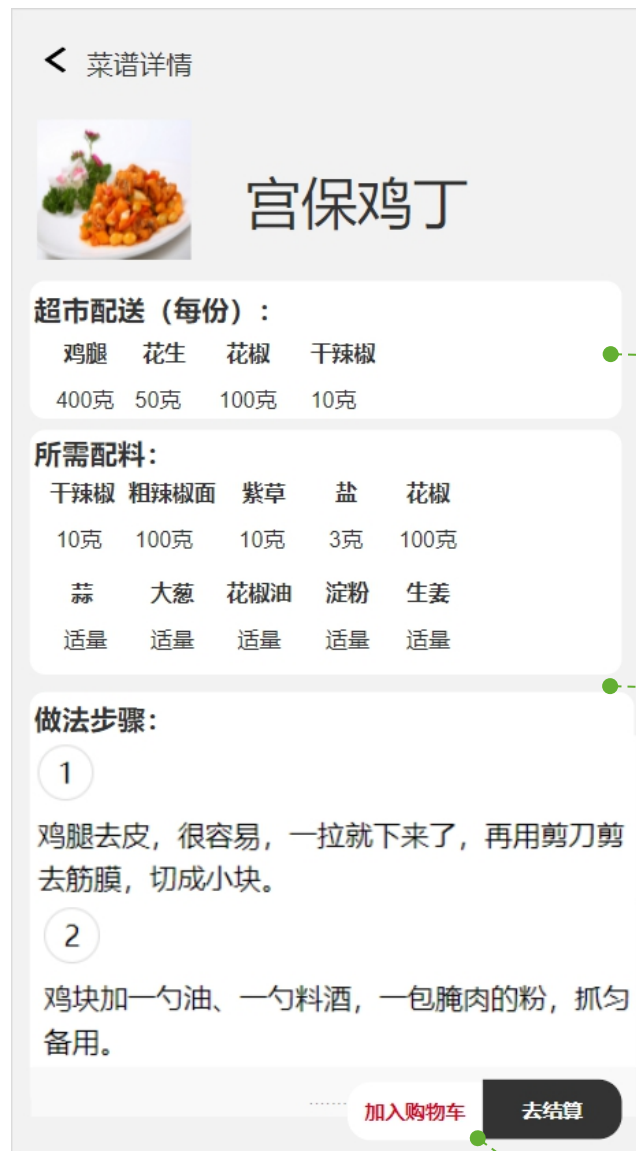 菜谱详情
宫保鸡丁
超市配送（每份）：
鸡腿 花生 花椒 干辣椒
400克 50克 100克 10克
所需配料：
干辣椒 粗辣椒面 紫草 盐 花椒
10克 100克 10克 3克 100克
蒜 大葱 花椒油 淀粉 生姜
适量 适量 适量 适量 适量
做法步骤：
1
鸡腿去皮，很容易，一拉就下来了，再用剪刀剪
去筋膜，切成小块。
2
鸡块加一勺油、一勺料酒，一包腌肉的粉，抓匀
备用。
加入购物车 去结算